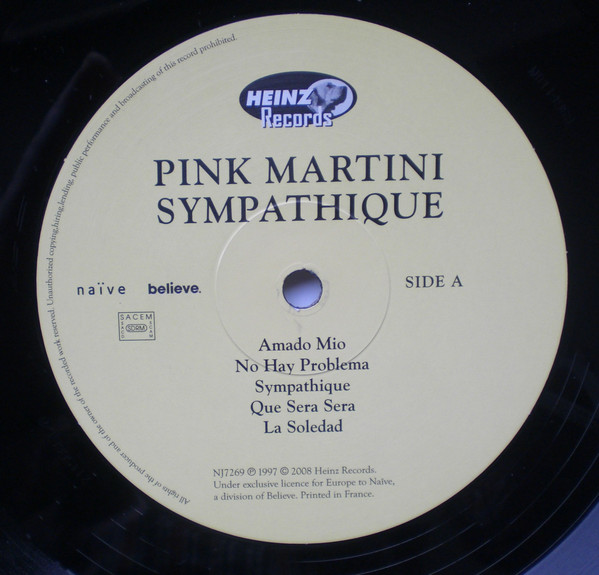 All rights of the producer and of the owner of the recorded work reserved. Unauthorized copying,hiring,lending, public performance and broadcasting of this record prohibited.
HEINZ
Records
PINK MARTINI
SYMPATHIQUE
naïve believe.
SIDE A
SACEM
SDRM
Amado Mio
No Hay Problema
Sympathique
Que Sera Sera
La Soledad
NJ7269 ℗ 1997 © 2008 Heinz Records.
Under exclusive licence for Europe to Naïve,
a division of Believe. Printed in France.